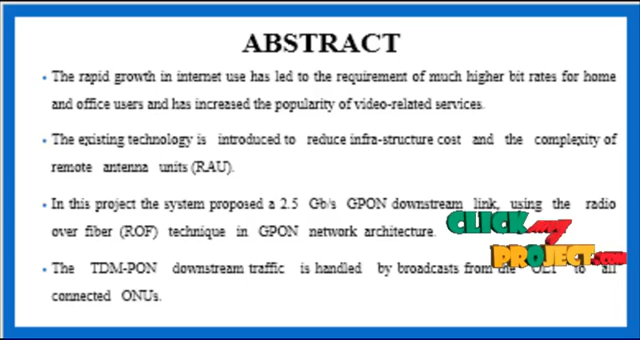 ABSTRACT
• The rapid growth in internet use has led to the requirement of much higher bit rates for home
and office users and has increased the popularity of video-related services.
• The existing technology is introduced to reduce infra-structure cost and the complexity of
remote antenna units (RAU).
• In this project the system proposed a 2.5 Gb/s GPON downstream link, using the radio
over fiber (ROF) technique in GPON network architecture.
CLICK my
PROJECT.com
• The TDM-PON downstream traffic is handled by broadcasts from the OLT to all
connected ONUs.